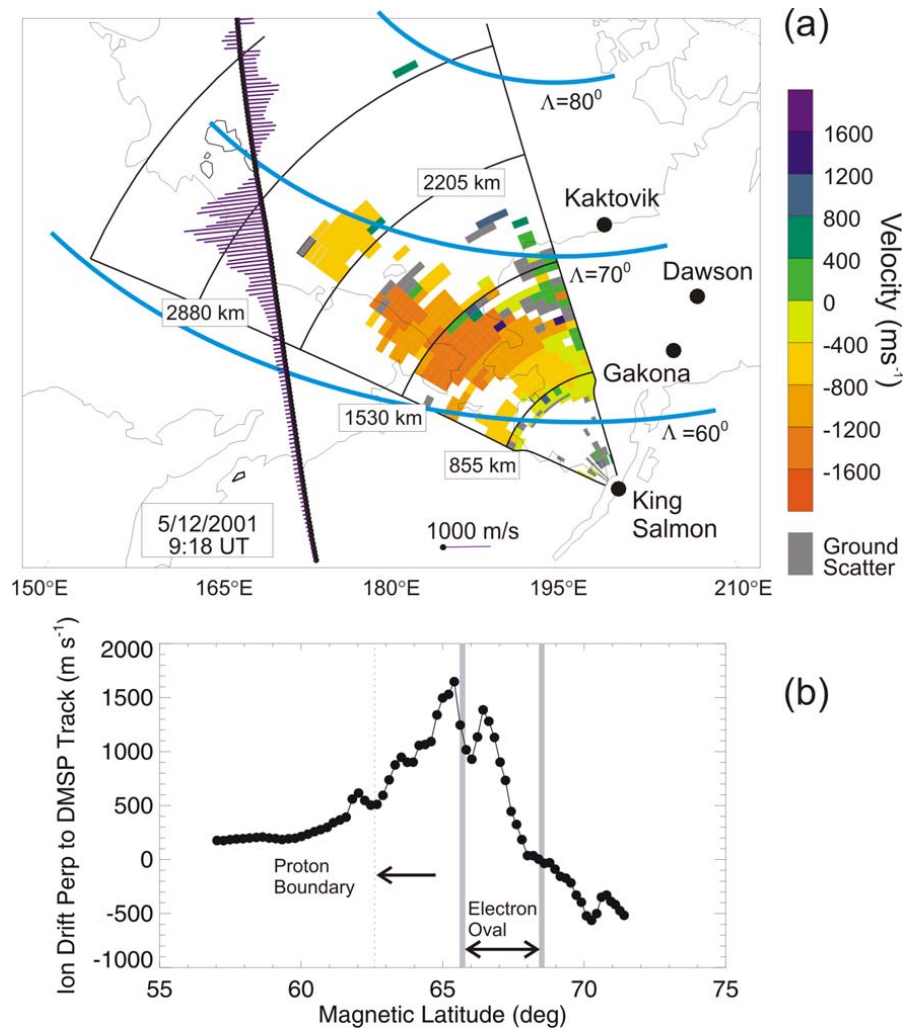 (a)
Λ=80⁰
2205 km
Kaktovik
Λ=70⁰
Dawson
2880 km
Gakona
1530 km
Λ=60⁰
855 km
King
Salmon
5/12/2001
9:18 UT
1000 m/s
150°E
165°E
180°E
195°E
210°E
1600
1200
800
400
0
-400
-800
-1200
-1600
Velocity (ms⁻¹)
Ground
Scatter
(b)
Ion Drift Perp to DMSP Track (m s⁻¹)
2000
1500
1000
500
0
-500
-1000
Proton
Boundary
Electron
Oval
55
60
65
70
75
Magnetic Latitude (deg)